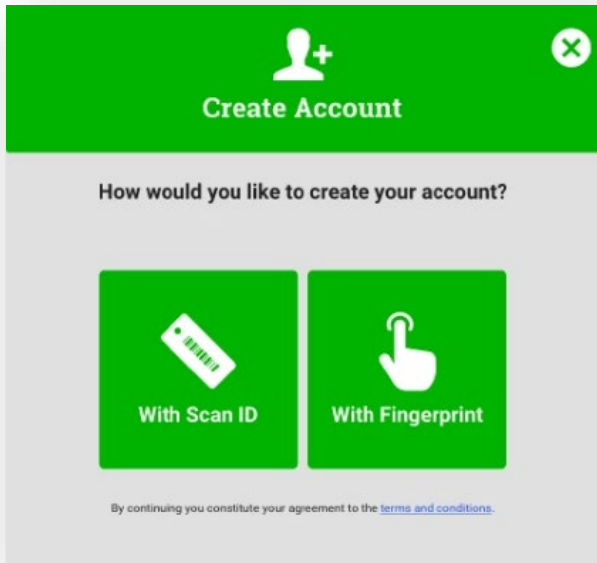 Create Account
How would you like to create your account?
With Scan ID
With Fingerprint
By continuing you constitute your agreement to the terms and conditions.